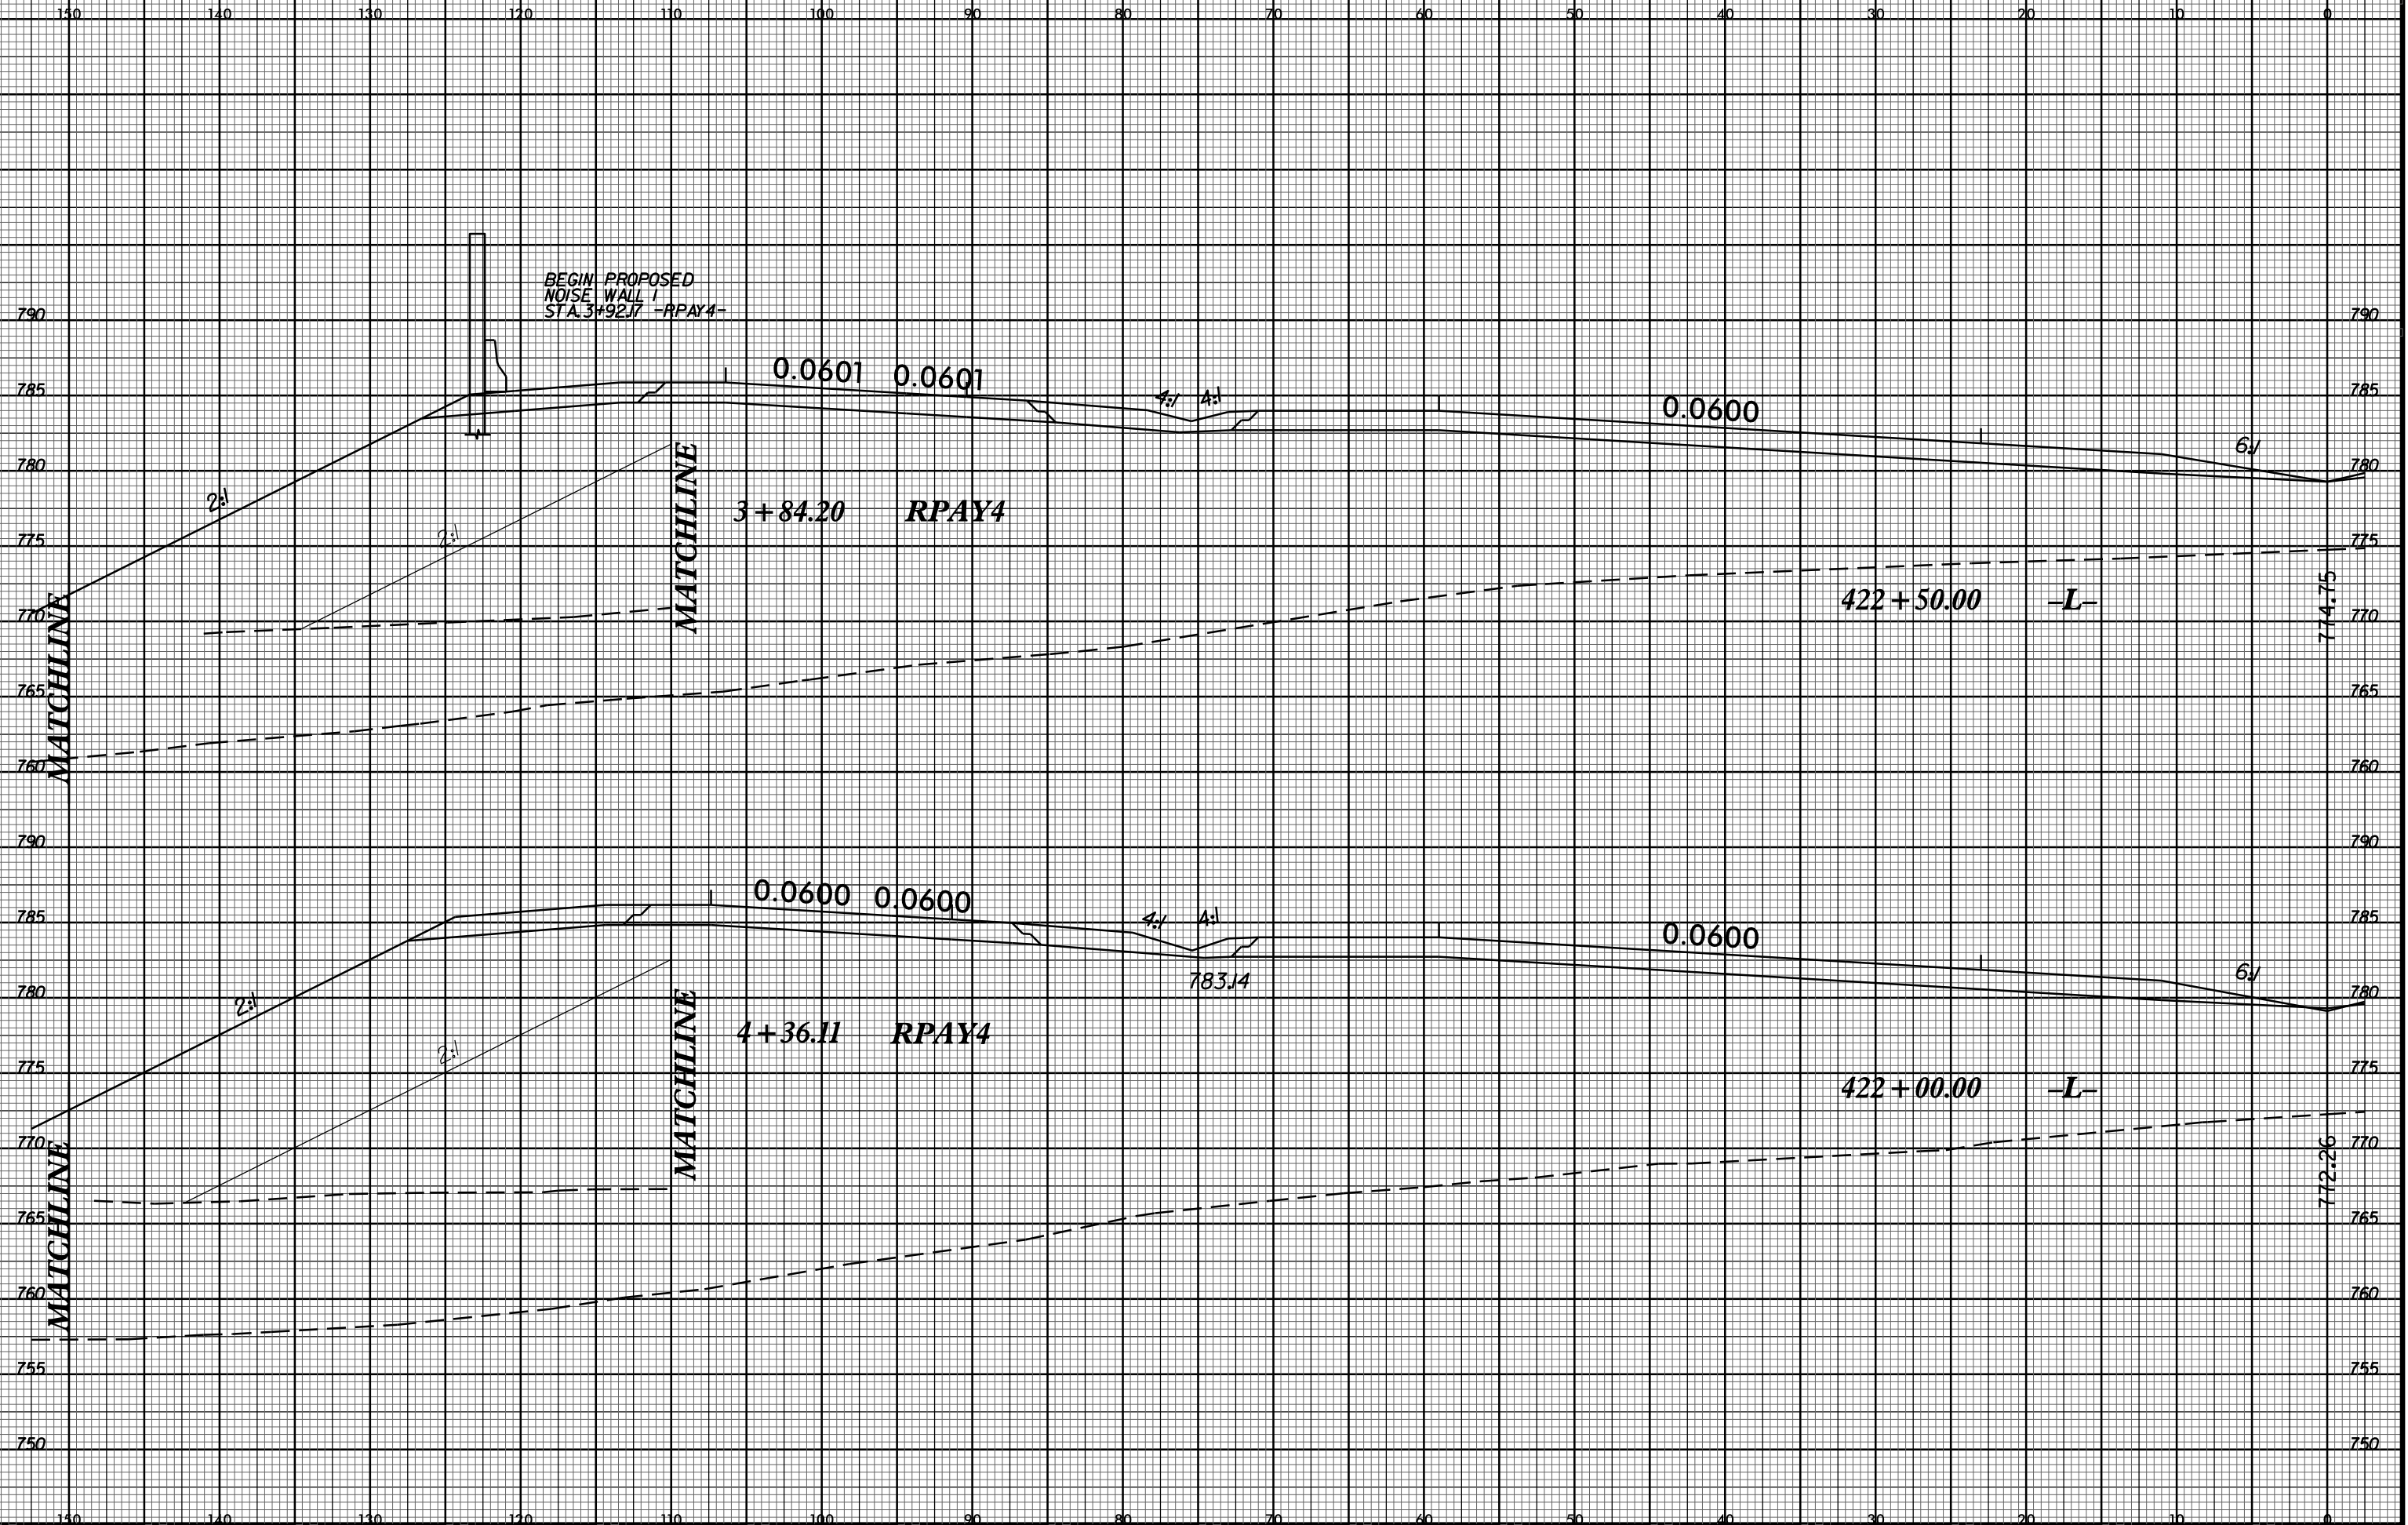 150 140 130 120 110 100 90 80 70 60 50 40 30 20 10 0
BEGIN PROPOSED
NOISE WALL 1
STA.3+92.17 -RPAY4-
790 790
0.0601 0.0601
785 4:1 4:1 0.0600 785
6:1
780 780
2:1
3+84.20 RPAY4
2:1
775 775
MATCHLINE
422+50.00 -L-
774.75
770 770
MATCHLINE
765 765
760 760
790 790
0.0600 0.0600
785 4:1 4:1 785
0.0600
6:1
783.14
780 780
2:1
4+36.11 RPAY4
2:1
775 775
MATCHLINE
422+00.00 -L-
770 770
772.26
MATCHLINE
765 765
760 760
755 755
750 750
150 140 130 120 110 100 90 80 70 60 50 40 30 20 10 0